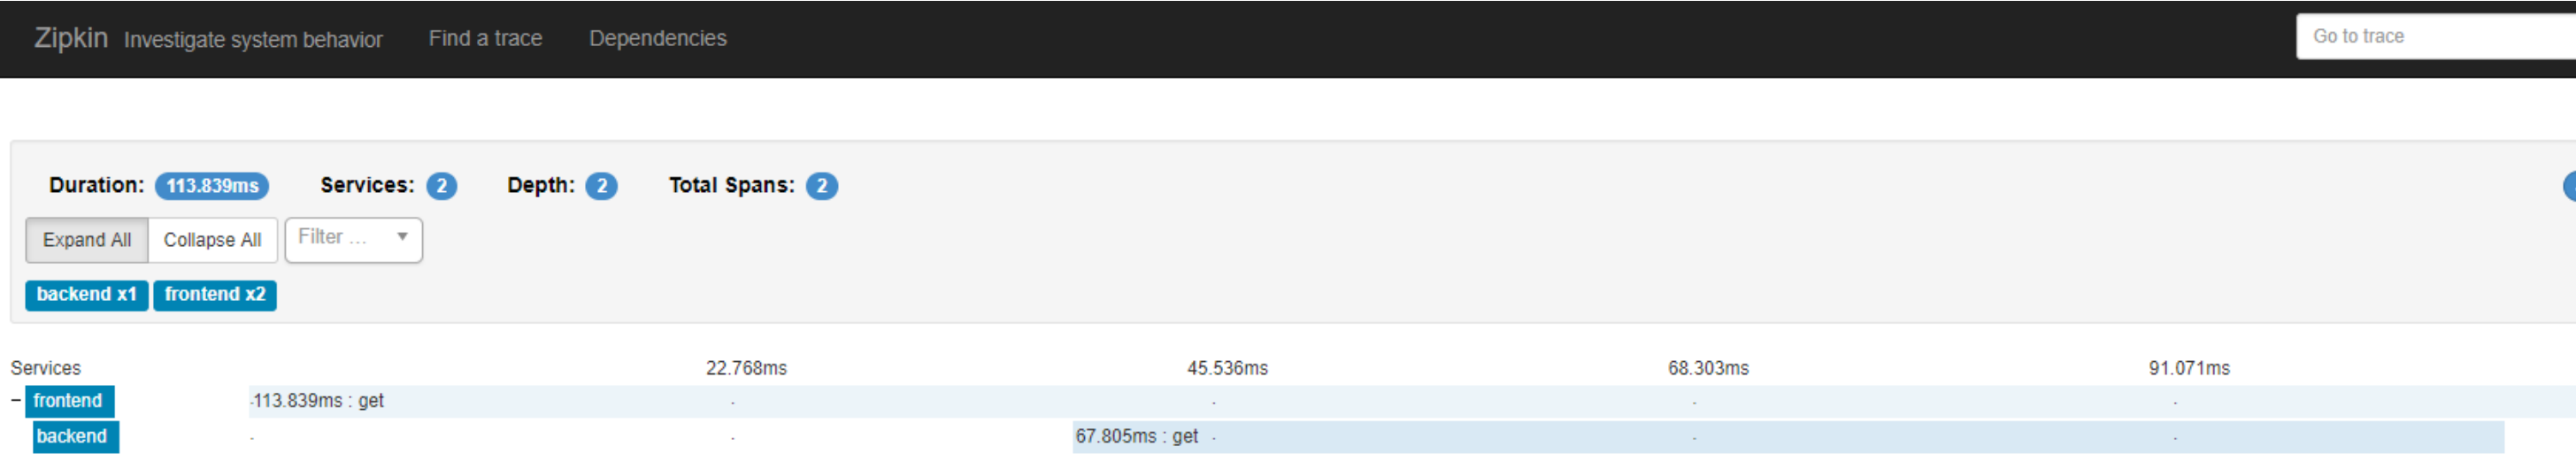 Zipkin Investigate system behavior Find a trace Dependencies Go to trace
Duration: 113.839ms Services: 2 Depth: 2 Total Spans: 2
Expand All Collapse All Filter ...
backend x1 frontend x2
Services 22.768ms 45.536ms 68.303ms 91.071ms
− frontend ·113.839ms : get · · · ·
backend · · 67.805ms : get · · ·